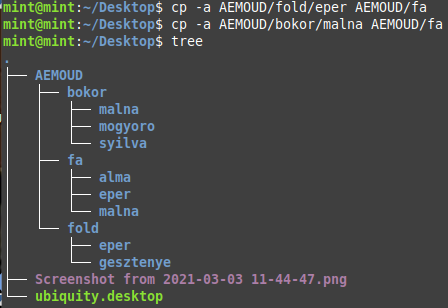 mint@mint:~/Desktop$ cp -a AEMOUD/fold/eper AEMOUD/fa
mint@mint:~/Desktop$ cp -a AEMOUD/bokor/malna AEMOUD/fa
mint@mint:~/Desktop$ tree
.
├── AEMOUD
│   ├── bokor
│   │   ├── malna
│   │   ├── mogyoro
│   │   └── syilva
│   ├── fa
│   │   ├── alma
│   │   ├── eper
│   │   └── malna
│   └── fold
│       ├── eper
│       └── gesztenye
├── Screenshot from 2021-03-03 11-44-47.png
└── ubiquity.desktop